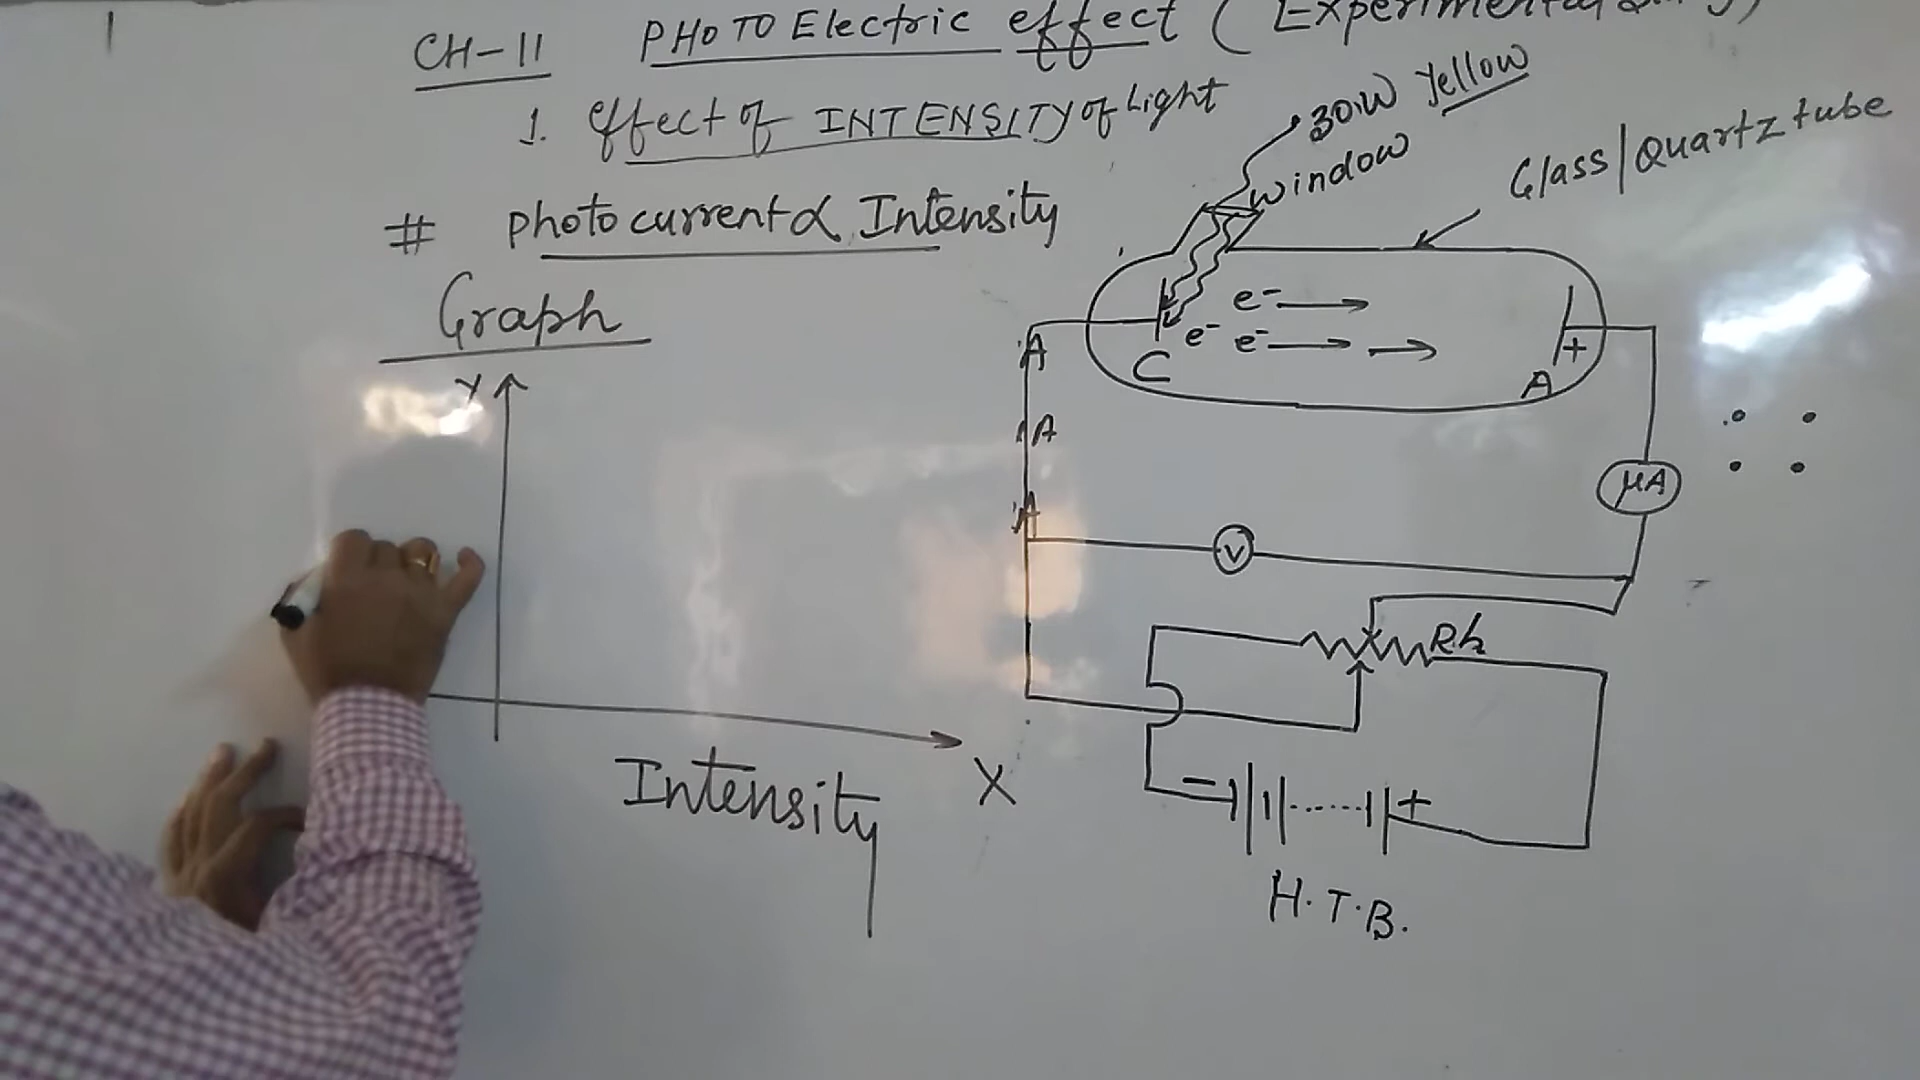 CH-11 PHOTO Electric effect ( Experimental
1. Effect of INTENSITY of Light
# photo current ∝ Intensity
Graph
Y
Intensity
X
30W Yellow
window
Glass/Quartz tube
e-
e- e-
C
A
+
A
A
A
μA
V
Rh
- +
H.T.B.